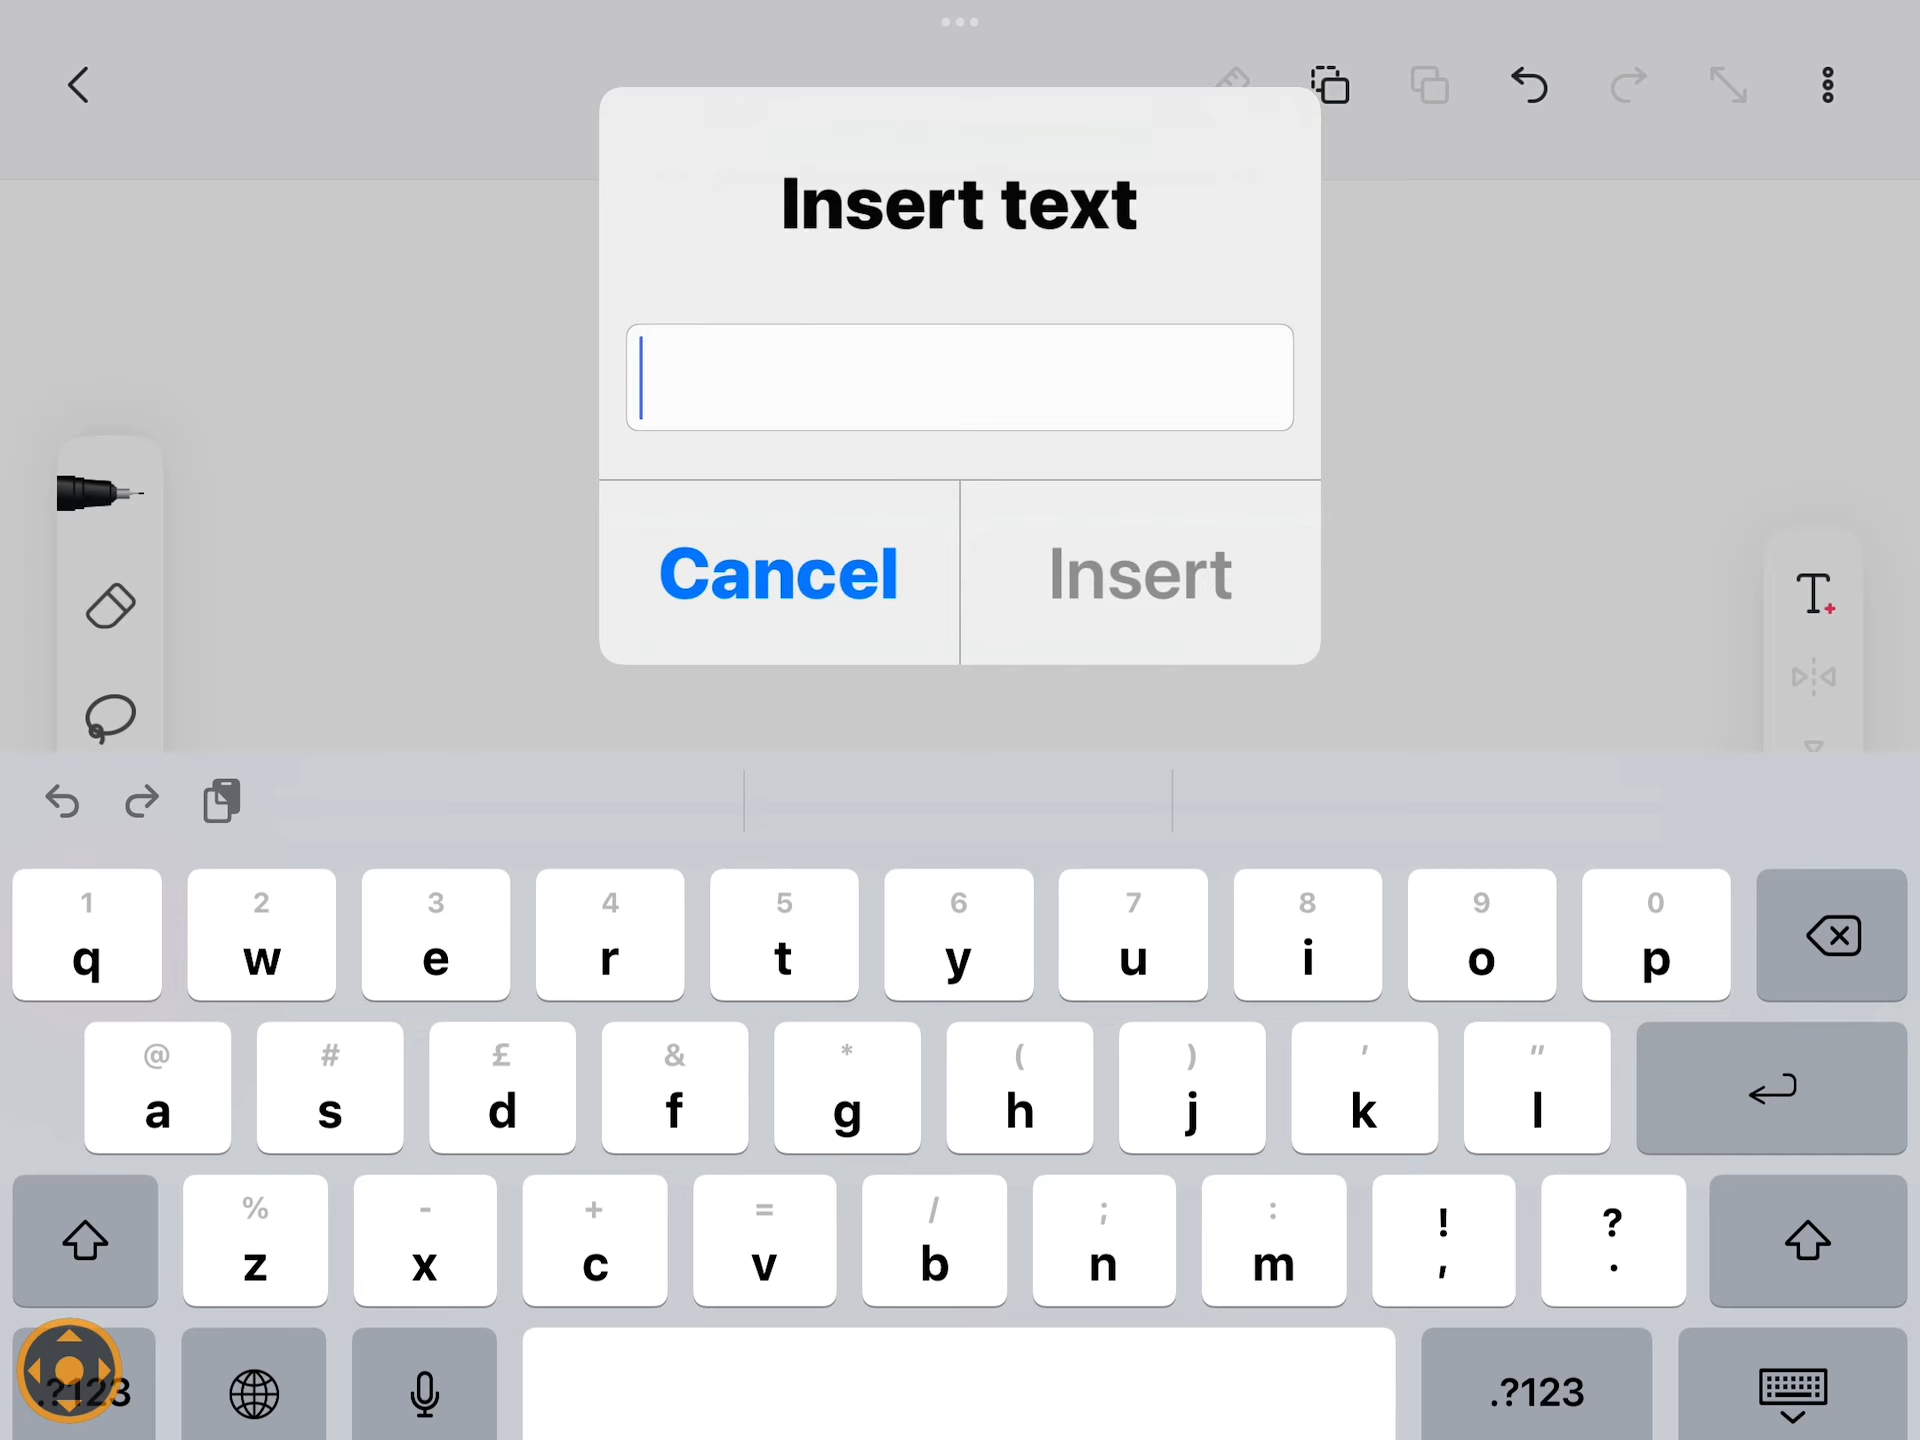 Insert text
Cancel Insert
1 2 3 4 5 6 7 8 9 0
q w e r t y u i o p
@ # £ & * ( ) ' "
a s d f g h j k l
% - + = / ; : ! ?
z x c v b n m , .
.?123 .?123